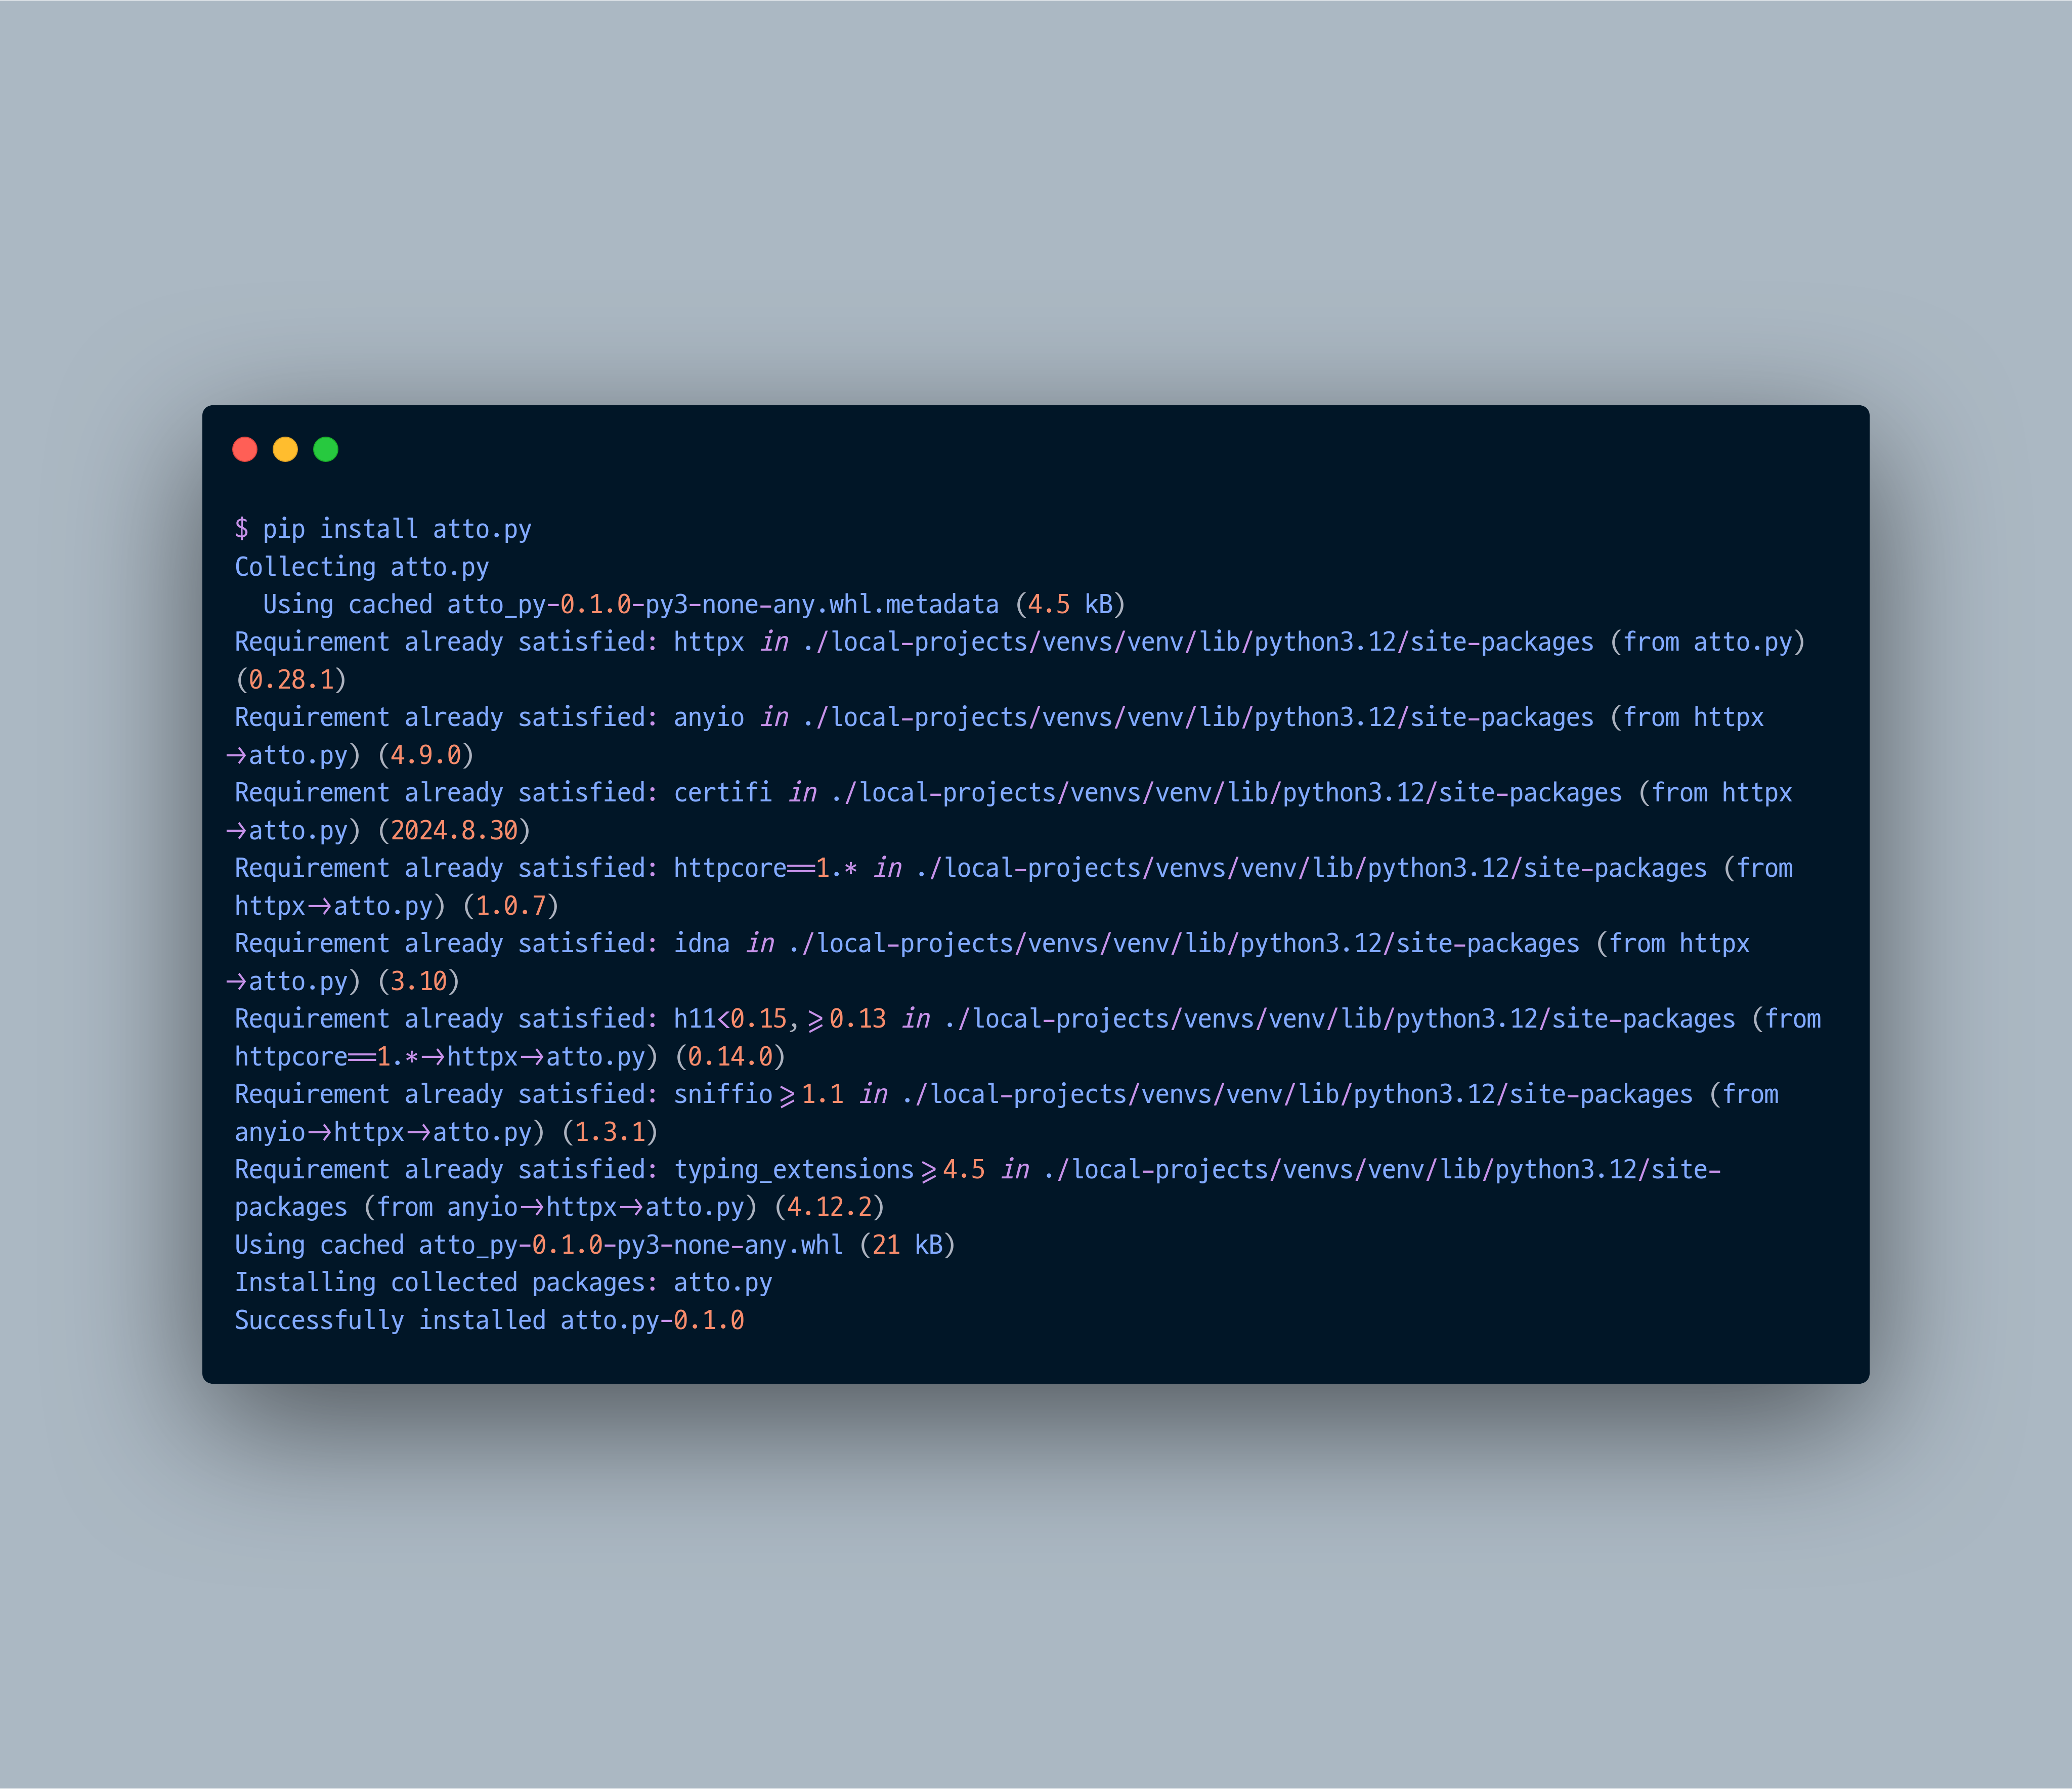 $ pip install atto.py
Collecting atto.py
  Using cached atto_py-0.1.0-py3-none-any.whl.metadata (4.5 kB)
Requirement already satisfied: httpx in ./local-projects/venvs/venv/lib/python3.12/site-packages (from atto.py)
(0.28.1)
Requirement already satisfied: anyio in ./local-projects/venvs/venv/lib/python3.12/site-packages (from httpx
->atto.py) (4.9.0)
Requirement already satisfied: certifi in ./local-projects/venvs/venv/lib/python3.12/site-packages (from httpx
->atto.py) (2024.8.30)
Requirement already satisfied: httpcore==1.* in ./local-projects/venvs/venv/lib/python3.12/site-packages (from
httpx->atto.py) (1.0.7)
Requirement already satisfied: idna in ./local-projects/venvs/venv/lib/python3.12/site-packages (from httpx
->atto.py) (3.10)
Requirement already satisfied: h11<0.15,>=0.13 in ./local-projects/venvs/venv/lib/python3.12/site-packages (from
httpcore==1.*->httpx->atto.py) (0.14.0)
Requirement already satisfied: sniffio>=1.1 in ./local-projects/venvs/venv/lib/python3.12/site-packages (from
anyio->httpx->atto.py) (1.3.1)
Requirement already satisfied: typing_extensions>=4.5 in ./local-projects/venvs/venv/lib/python3.12/site-
packages (from anyio->httpx->atto.py) (4.12.2)
Using cached atto_py-0.1.0-py3-none-any.whl (21 kB)
Installing collected packages: atto.py
Successfully installed atto.py-0.1.0